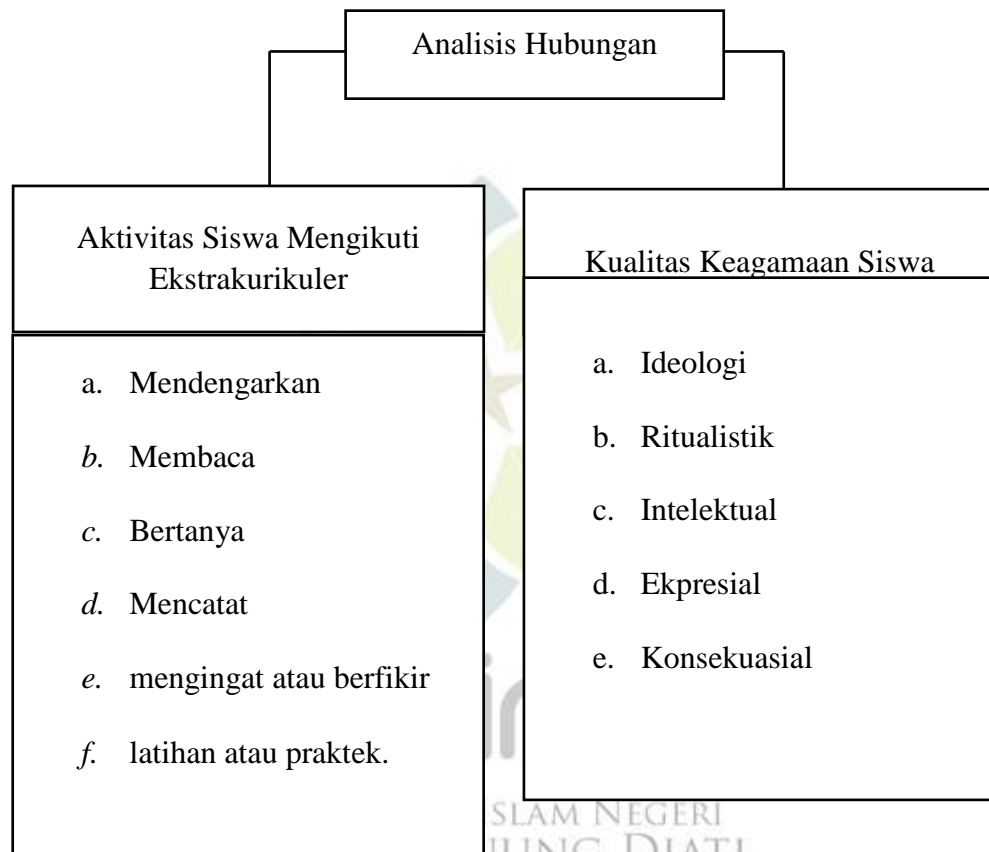 Analisis Hubungan
Aktivitas Siswa Mengikuti
Ekstrakurikuler
a. Mendengarkan
b. Membaca
c. Bertanya
d. Mencatat
e. mengingat atau berfikir
f. latihan atau praktek.
Kualitas Keagamaan Siswa
a. Ideologi
b. Ritualistik
c. Intelektual
d. Ekpresial
e. Konsekuasial
SLAM NEGERI
DJATI